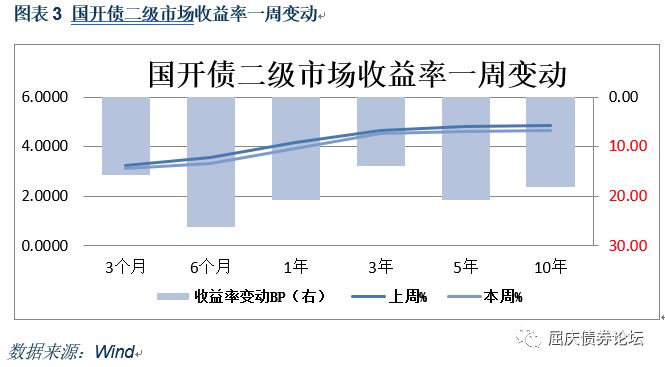 图表 3 国开债二级市场收益率一周变动
国开债二级市场收益率一周变动
6.0000
4.0000
2.0000
0.0000
0.00
10.00
20.00
30.00
3个月 6个月 1年 3年 5年 10年
收益率变动BP（右） 上周% 本周%
屈庆债券论坛
数据来源：Wind